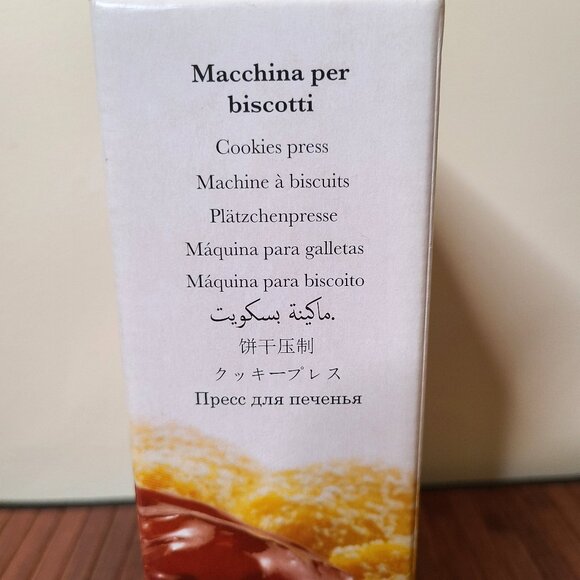 Macchina per
biscotti
Cookies press
Machine à biscuits
Plätzchenpresse
Máquina para galletas
Máquina para biscoito
ماكينة بسكويت.
饼干压制
クッキープレス
Пресс для печенья